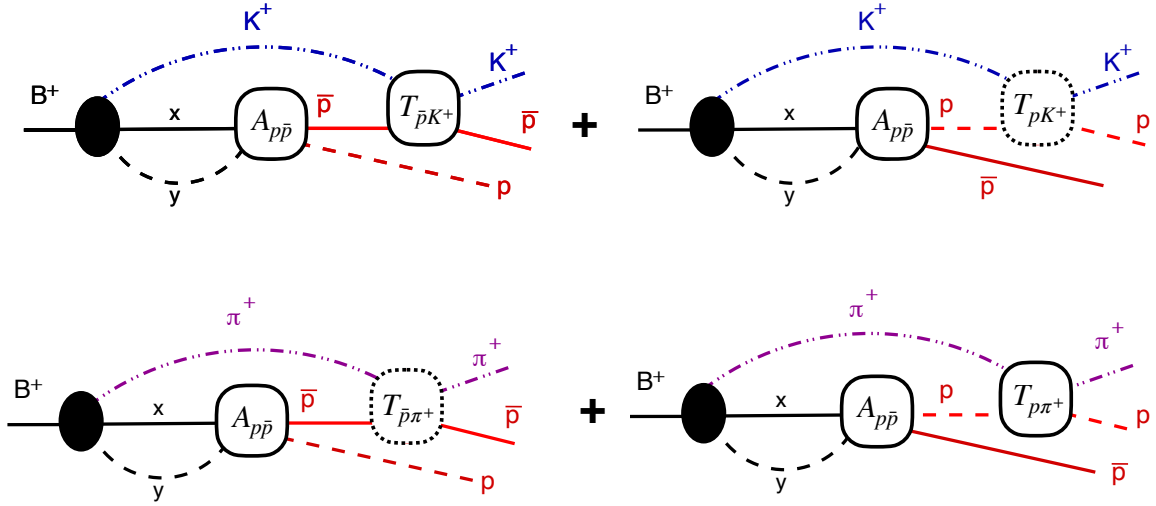 K⁺ K⁺
B⁺ x A_{pp̄} p̄ T_{p̄K⁺} K⁺ p̄
y p
+
B⁺ x A_{pp̄} p T_{pK⁺} K⁺ p
y p̄
π⁺ π⁺
B⁺ x A_{pp̄} p̄ T_{p̄π⁺} π⁺ p̄
y p
+
B⁺ x A_{pp̄} p T_{pπ⁺} π⁺ p
y p̄